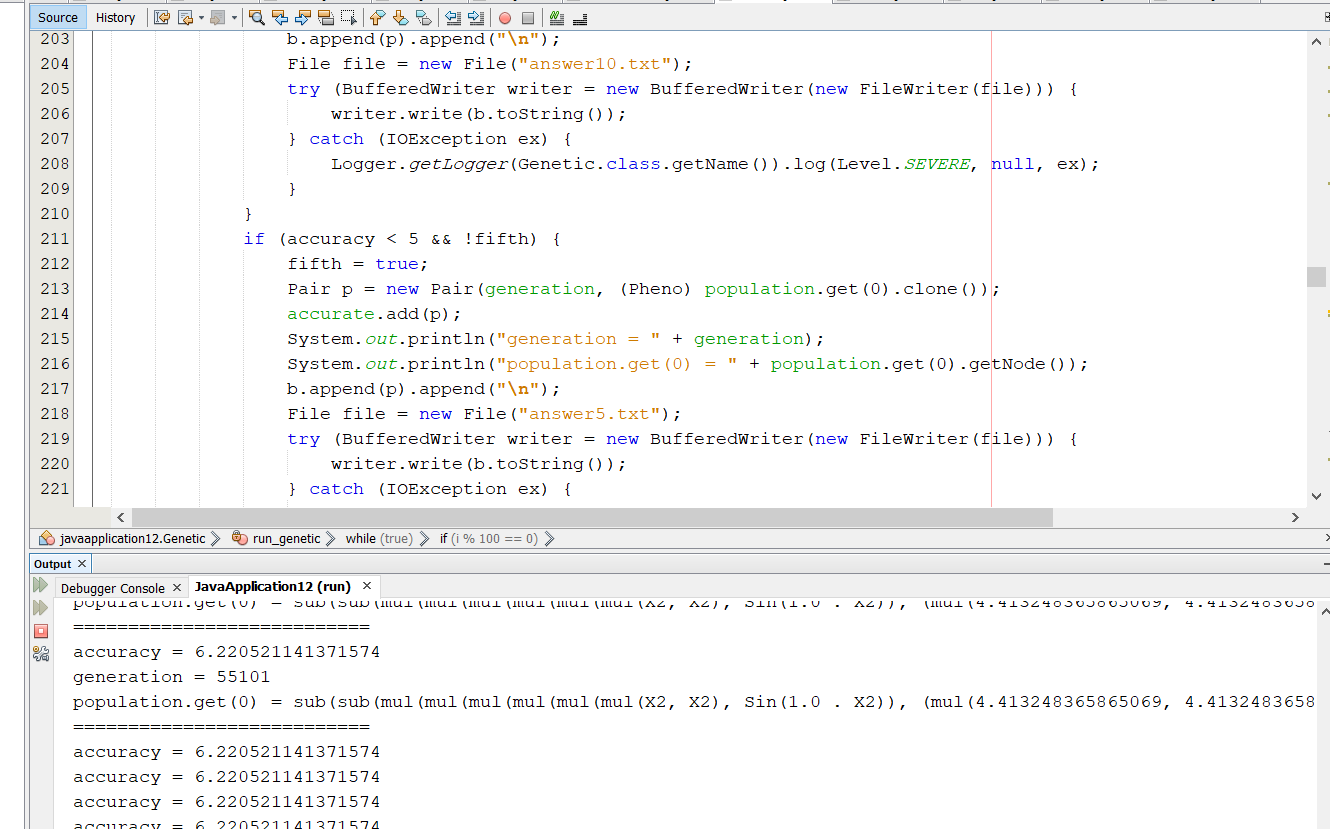 Source History
203 b.append(p).append("\n");
204 File file = new File("answer10.txt");
205 try (BufferedWriter writer = new BufferedWriter(new FileWriter(file))) {
206 writer.write(b.toString());
207 } catch (IOException ex) {
208 Logger.getLogger(Genetic.class.getName()).log(Level.SEVERE, null, ex);
209 }
210 }
211 if (accuracy < 5 && !fifth) {
212 fifth = true;
213 Pair p = new Pair(generation, (Pheno) population.get(0).clone());
214 accurate.add(p);
215 System.out.println("generation = " + generation);
216 System.out.println("population.get(0) = " + population.get(0).getNode());
217 b.append(p).append("\n");
218 File file = new File("answer5.txt");
219 try (BufferedWriter writer = new BufferedWriter(new FileWriter(file))) {
220 writer.write(b.toString());
221 } catch (IOException ex) {
javaapplication12.Genetic run_genetic while (true) if (i % 100 == 0)
Output ×
Debugger Console × JavaApplication12 (run) ×
population.get(0) = sub(sub(mul(mul(mul(mul(mul(mul(X2, X2), Sin(1.0 . X2)), (mul(4.413248365865069, 4.4132483658
===========================
accuracy = 6.220521141371574
generation = 55101
population.get(0) = sub(sub(mul(mul(mul(mul(mul(mul(X2, X2), Sin(1.0 . X2)), (mul(4.413248365865069, 4.4132483658
===========================
accuracy = 6.220521141371574
accuracy = 6.220521141371574
accuracy = 6.220521141371574
accuracy = 6.220521141371574